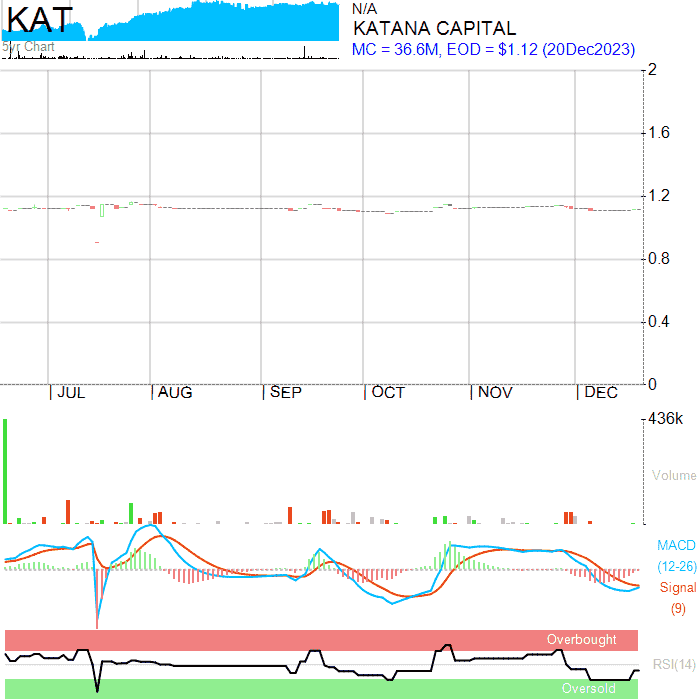 KAT
5yr Chart
N/A
KATANA CAPITAL
MC = 36.6M, EOD = $1.12 (20Dec2023)
2
1.6
1.2
0.8
0.4
0
JUL
AUG
SEP
OCT
NOV
DEC
436k
Volume
MACD
(12-26)
Signal
(9)
Overbought
RSI(14)
Oversold